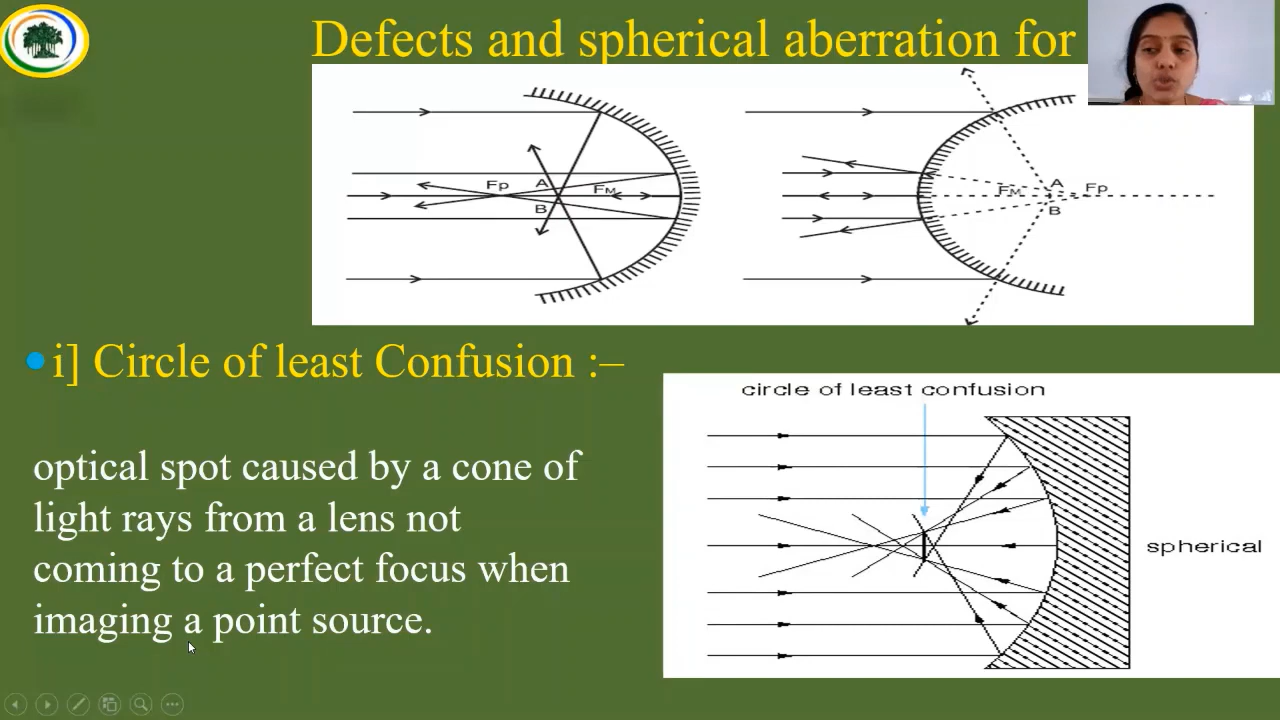 Defects and spherical aberration for
Fp A FM
B
FM A Fp
B
i] Circle of least Confusion :–
circle of least confusion
optical spot caused by a cone of
light rays from a lens not
coming to a perfect focus when
imaging a point source.
spherical